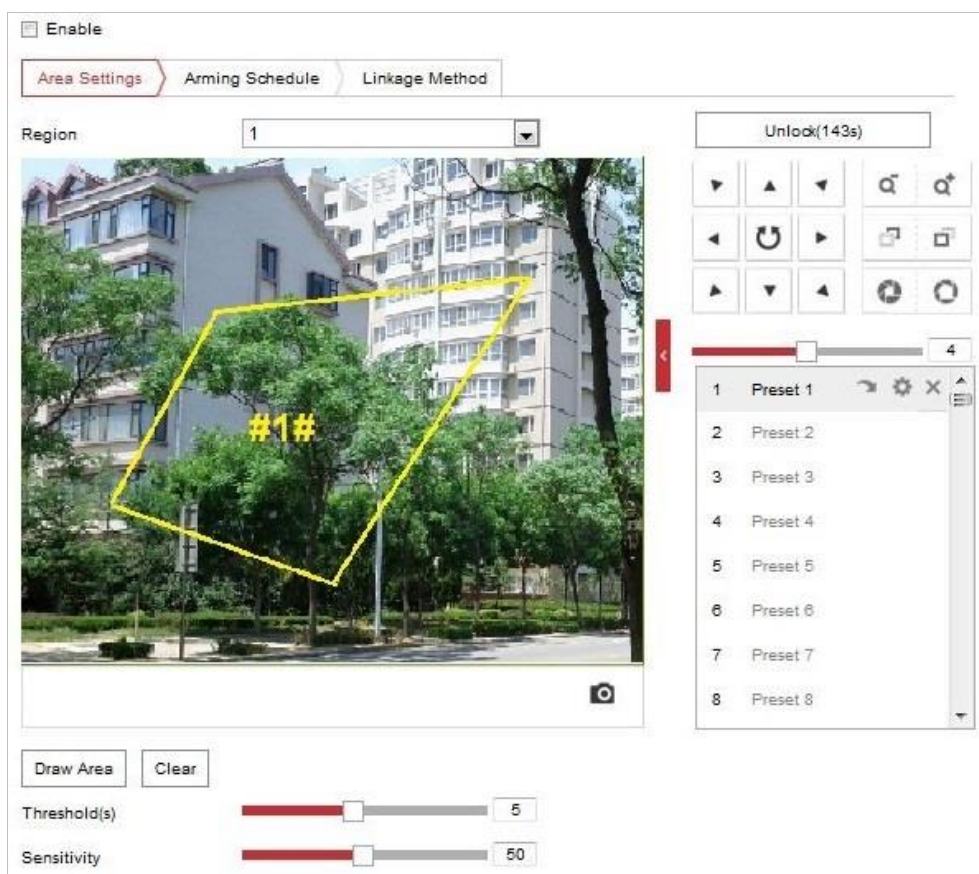 Enable
Area Settings Arming Schedule Linkage Method
Region 1 Unlock(143s)
#1#
4
1 Preset 1
2 Preset 2
3 Preset 3
4 Preset 4
5 Preset 5
6 Preset 6
7 Preset 7
8 Preset 8
Draw Area Clear
Threshold(s) 5
Sensitivity 50